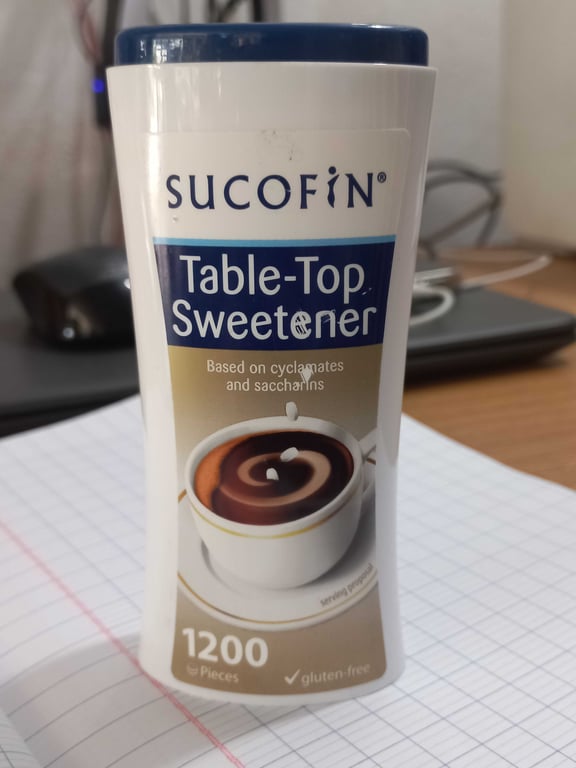 SUCOFIN®
Table-Top
Sweetener
Based on cyclamates
and saccharins
serving proposal
1200
Pieces
gluten-free